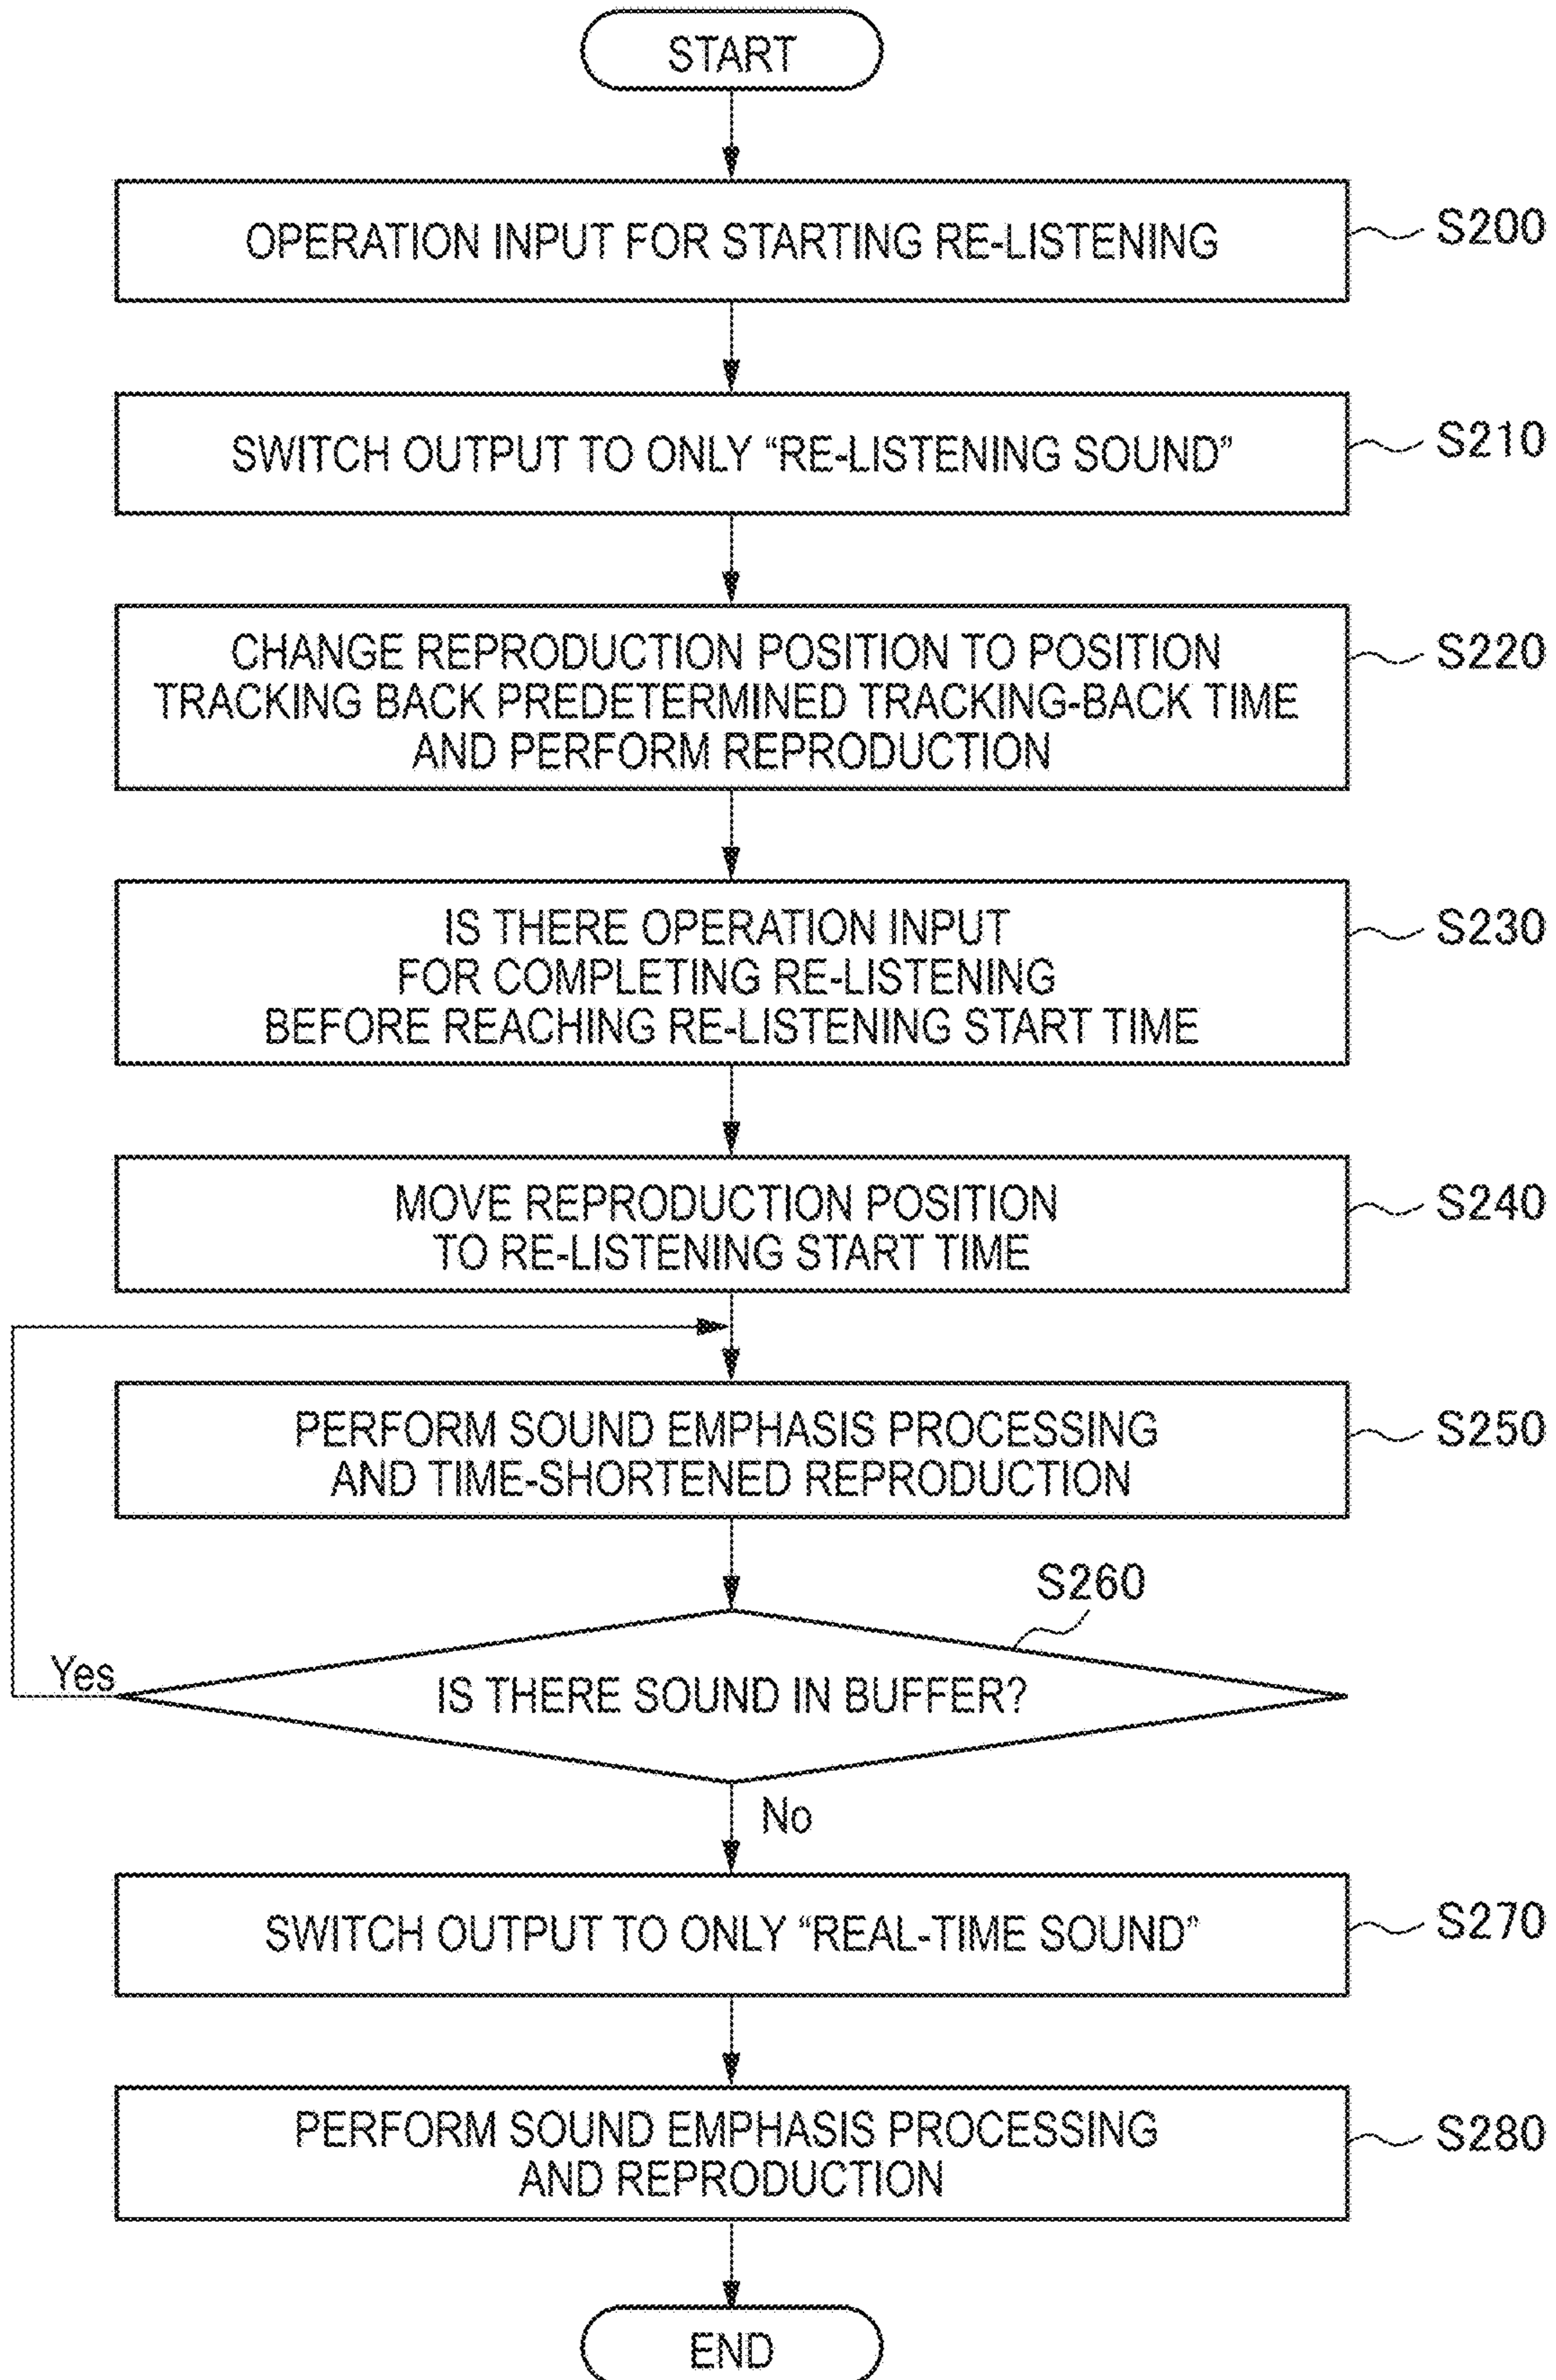 START
OPERATION INPUT FOR STARTING RE-LISTENING
S200
SWITCH OUTPUT TO ONLY “RE-LISTENING SOUND”
S210
CHANGE REPRODUCTION POSITION TO POSITION
TRACKING BACK PREDETERMINED TRACKING-BACK TIME
AND PERFORM REPRODUCTION
S220
IS THERE OPERATION INPUT
FOR COMPLETING RE-LISTENING
BEFORE REACHING RE-LISTENING START TIME
S230
MOVE REPRODUCTION POSITION
TO RE-LISTENING START TIME
S240
PERFORM SOUND EMPHASIS PROCESSING
AND TIME-SHORTENED REPRODUCTION
S250
S260
Yes
IS THERE SOUND IN BUFFER?
No
SWITCH OUTPUT TO ONLY “REAL-TIME SOUND”
S270
PERFORM SOUND EMPHASIS PROCESSING
AND REPRODUCTION
S280
END